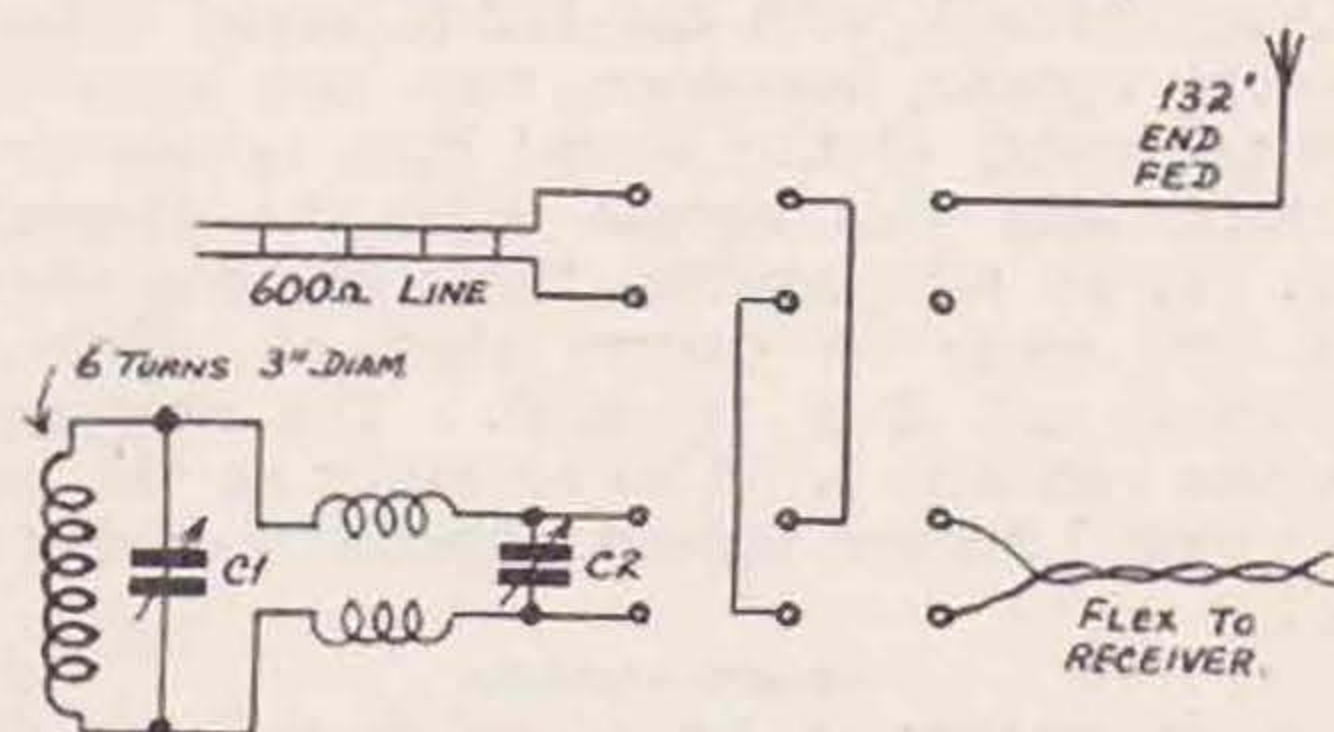 132'
END
FED
600Ω LINE
6 TURNS 3" DIAM
C1
C2
FLEX TO
RECEIVER.